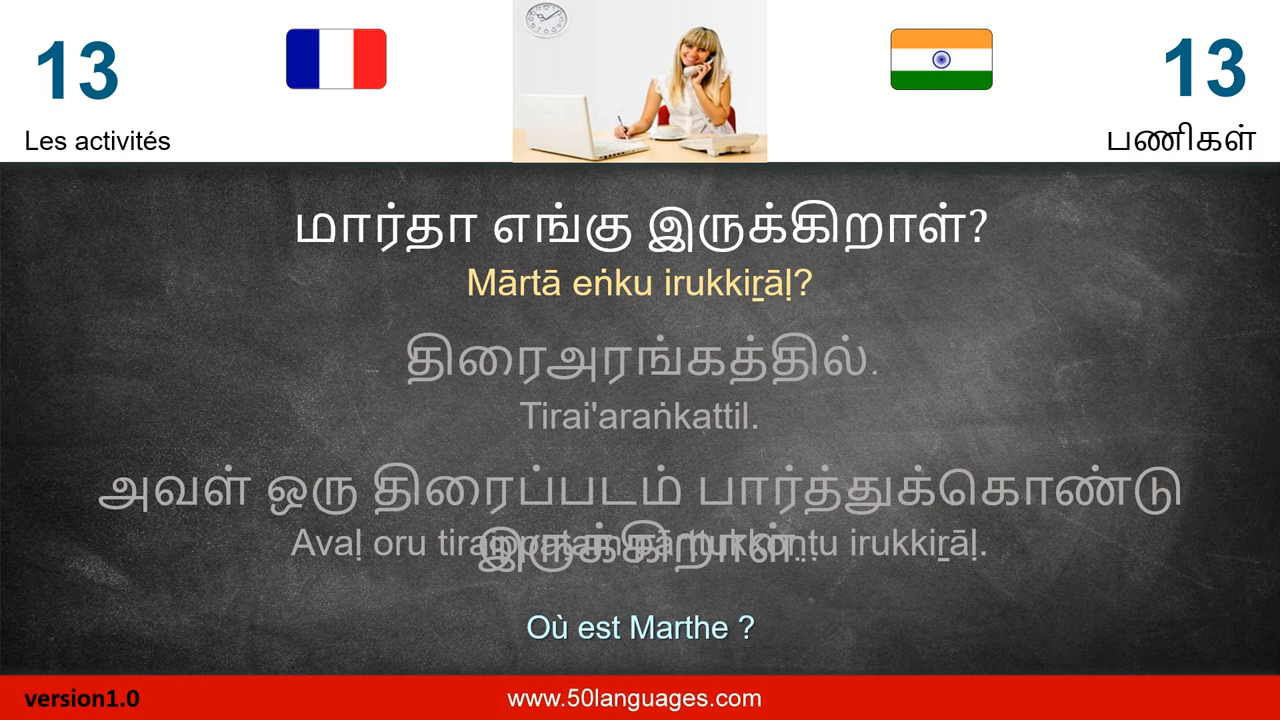 13
13
Les activités
பணிகள்
மார்தா எங்கு இருக்கிறாள்?
Mārtā eṅku irukkiṟāḷ?
திரைஅரங்கத்தில்.
Tirai'araṅkattil.
அவள் ஒரு திரைப்படம் பார்த்துக்கொண்டு
இருக்கிறாள்.
Avaḷ oru irukkiṟāḷ.
Où est Marthe ?
version1.0
www.50languages.com